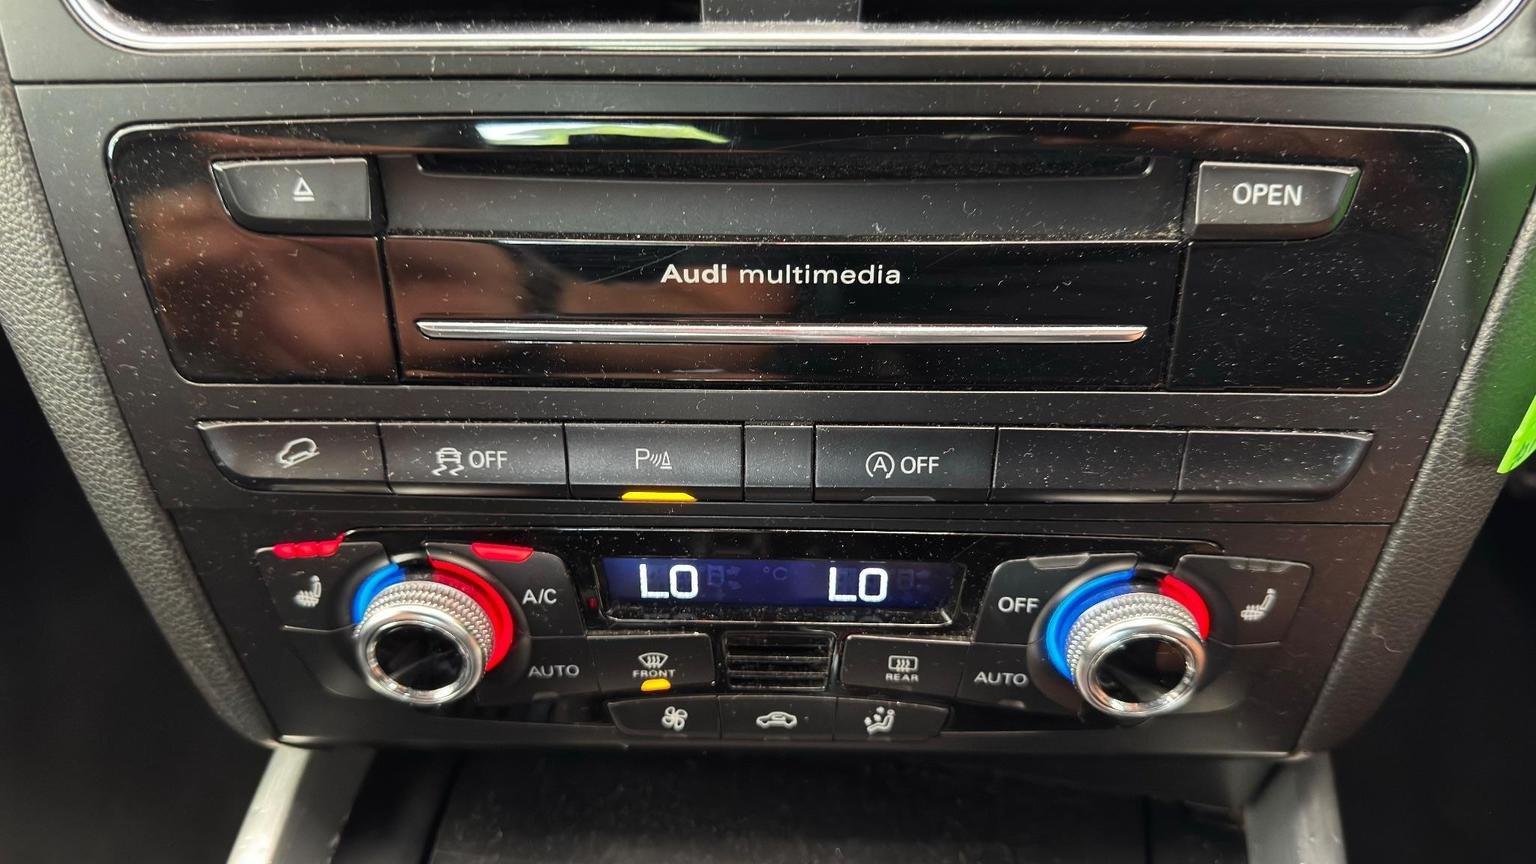 OPEN
Audi multimedia
OFF
P
A OFF
LO
°C
LO
A/C
OFF
AUTO
FRONT
REAR
AUTO